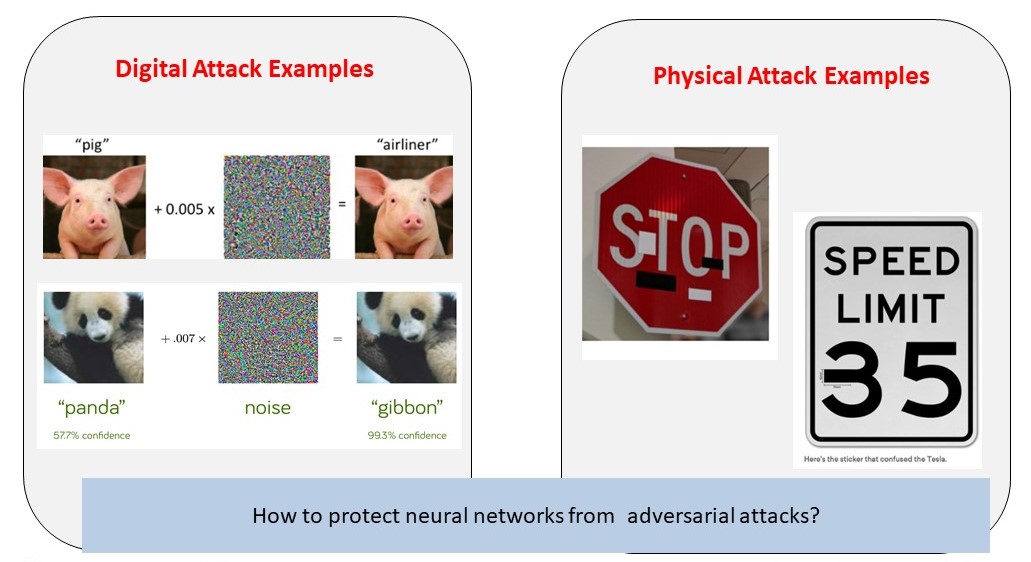 Digital Attack Examples
"pig"
"airliner"
+ 0.005 x
=
+ .007 ×
=
"panda"
noise
"gibbon"
57.7% confidence
99.3% confidence
Physical Attack Examples
STOP
SPEED
LIMIT
35
Here's the sticker that confused the Tesla.
How to protect neural networks from adversarial attacks?